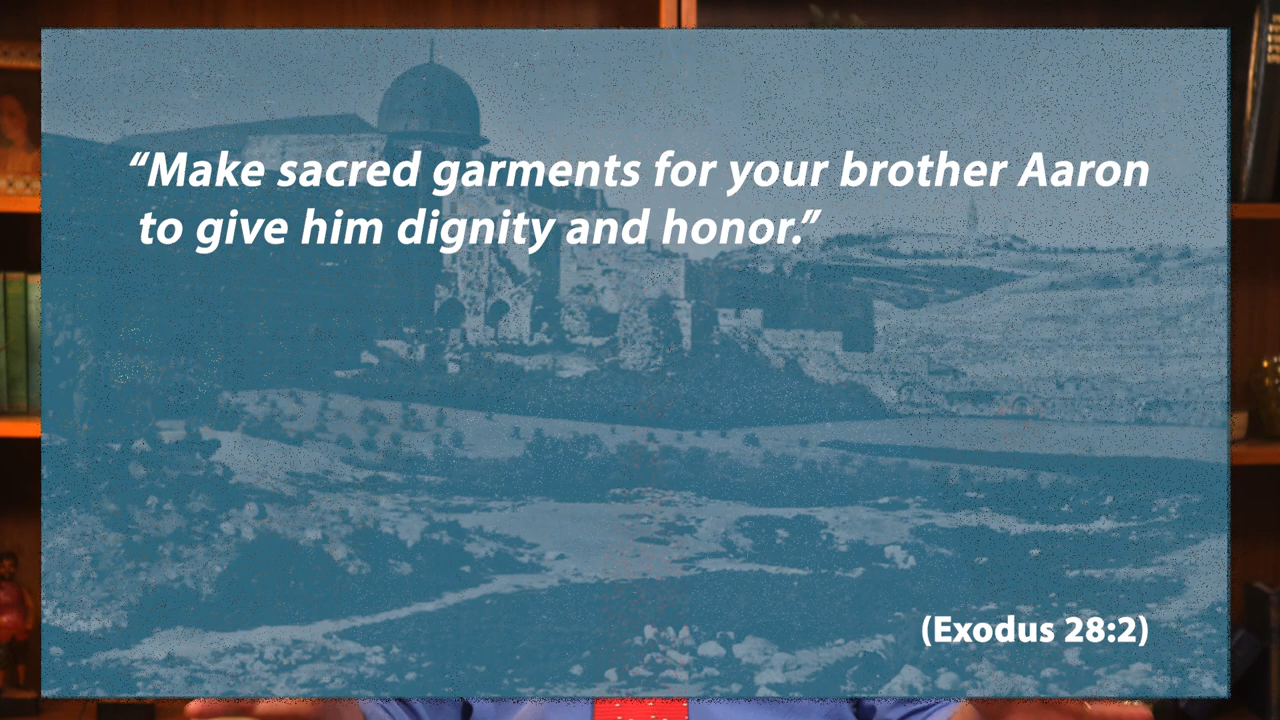 “Make sacred garments for your brother Aaron
to give him dignity and honor.”
(Exodus 28:2)